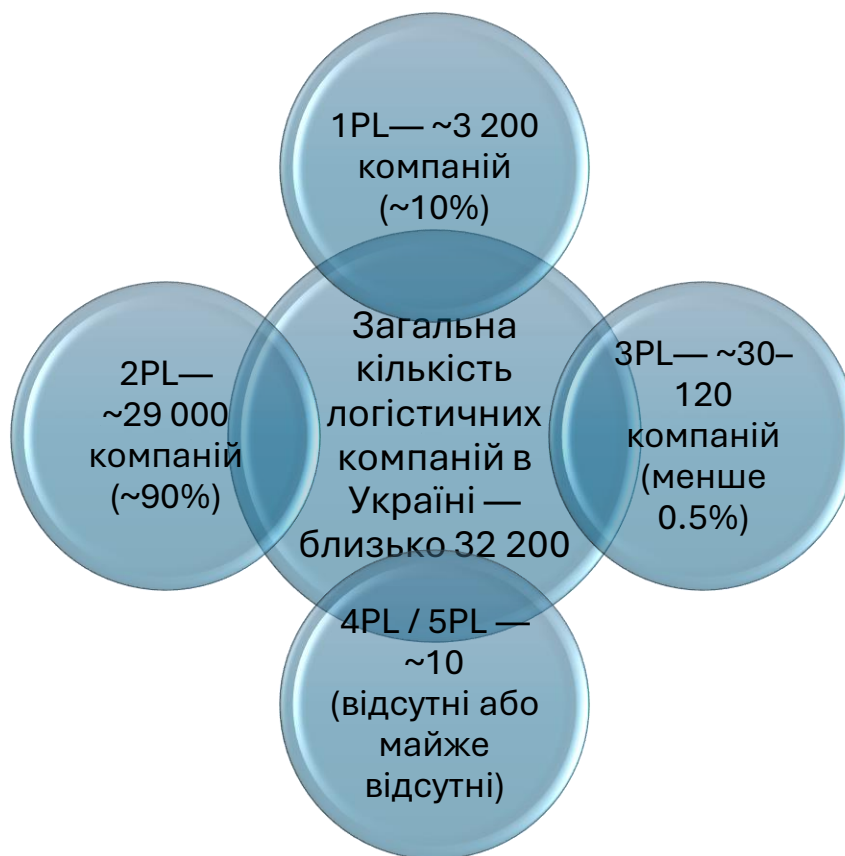 1PL— ~3 200
компаній
(~10%)
2PL—
~29 000
компаній
(~90%)
Загальна
кількість
логістичних
компаній в
Україні —
близько 32 200
3PL— ~30–
120
компаній
(менше
0.5%)
4PL / 5PL —
~10
(відсутні або
майже
відсутні)